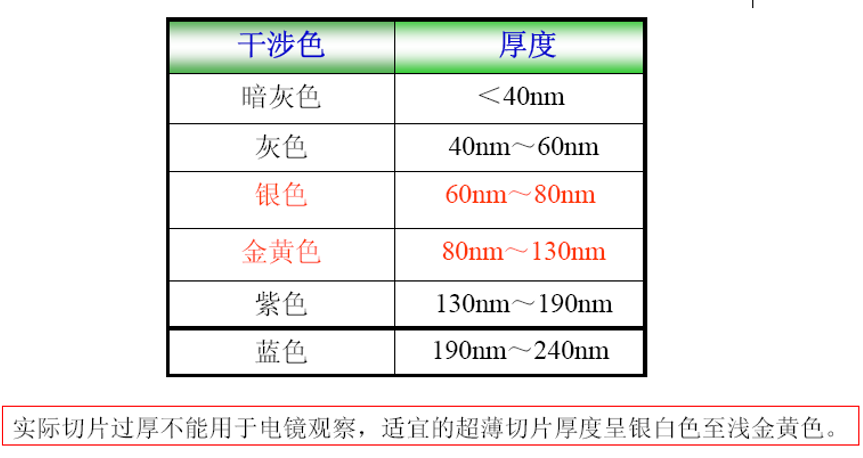 干涉色 厚度
暗灰色 ＜40nm
灰色 40nm～60nm
银色 60nm～80nm
金黄色 80nm～130nm
紫色 130nm～190nm
蓝色 190nm～240nm
实际切片过厚不能用于电镜观察，适宜的超薄切片厚度呈银白色至浅金黄色。